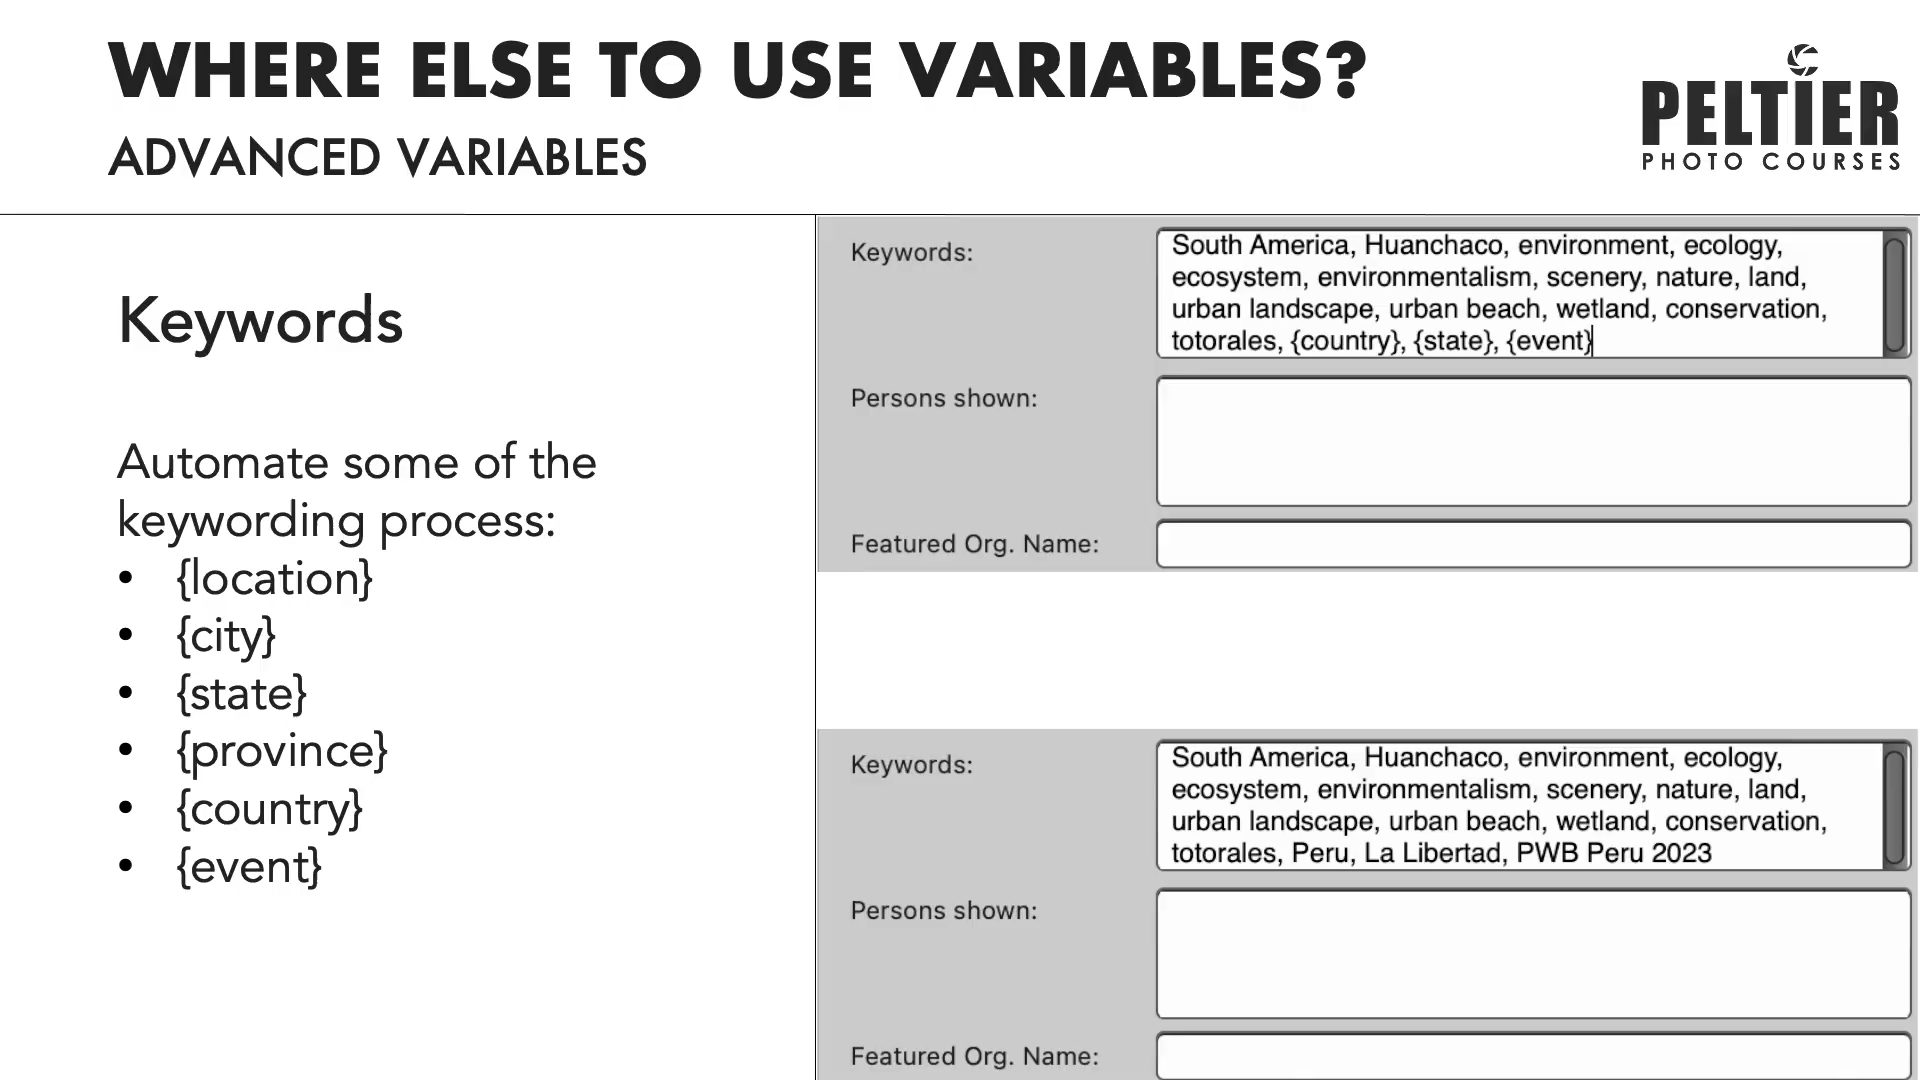 WHERE ELSE TO USE VARIABLES?
ADVANCED VARIABLES
PELTIER
PHOTO COURSES
Keywords
Automate some of the
keywording process:
• {location}
• {city}
• {state}
• {province}
• {country}
• {event}
Keywords:
South America, Huanchaco, environment, ecology,
ecosystem, environmentalism, scenery, nature, land,
urban landscape, urban beach, wetland, conservation,
totorales, {country}, {state}, {event}
Persons shown:
Featured Org. Name:
Keywords:
South America, Huanchaco, environment, ecology,
ecosystem, environmentalism, scenery, nature, land,
urban landscape, urban beach, wetland, conservation,
totorales, Peru, La Libertad, PWB Peru 2023
Persons shown:
Featured Org. Name: